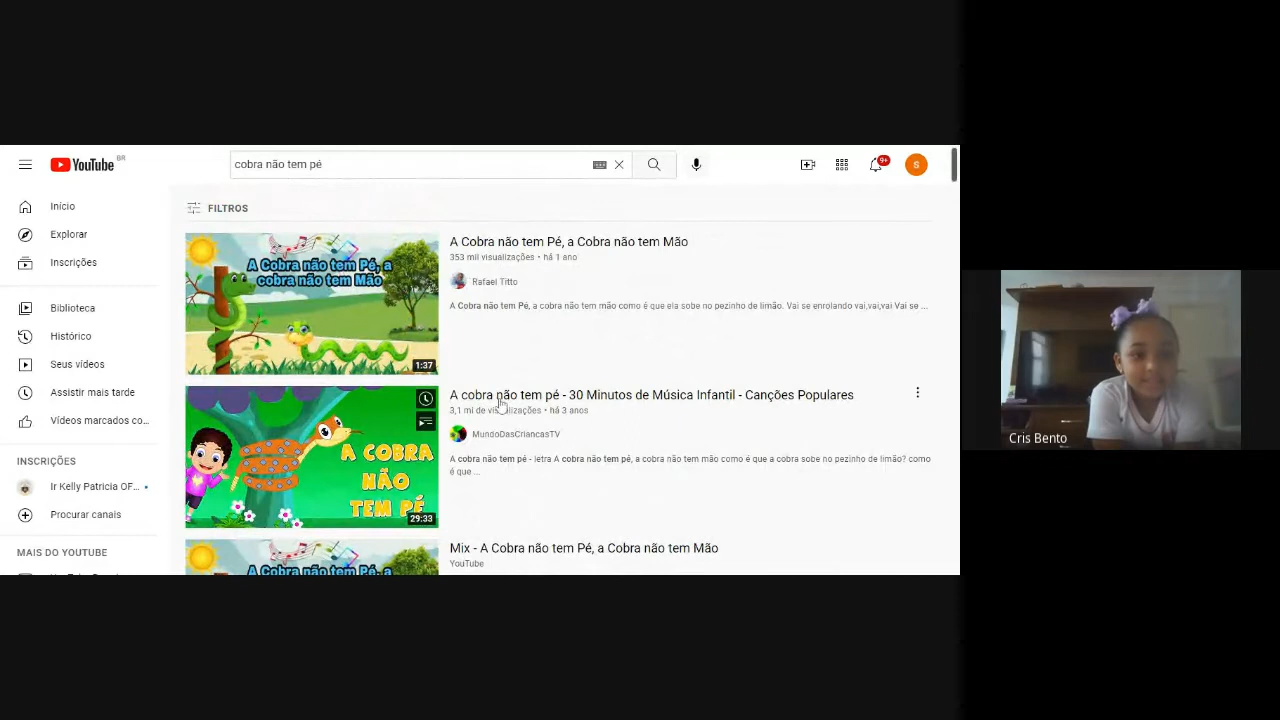 YouTube BR
cobra não tem pé
9+
S
Início
Explorar
Inscrições
Biblioteca
Histórico
Seus vídeos
Assistir mais tarde
Vídeos marcados co...
INSCRIÇÕES
Ir Kelly Patricia OF...
Procurar canais
MAIS DO YOUTUBE
FILTROS
A Cobra não tem Pé, a
cobra não tem Mão
1:37
A Cobra não tem Pé, a Cobra não tem Mão
353 mil visualizações • há 1 ano
Rafael Titto
A Cobra não tem Pé, a cobra não tem mão como é que ela sobe no pezinho de limão. Vai se enrolando vai,vai,vai Vai se ...
A COBRA
NÃO
TEM PÉ
29:33
A cobra não tem pé - 30 Minutos de Música Infantil - Canções Populares
3,1 mi de visualizações • há 3 anos
MundoDasCriancasTV
A cobra não tem pé - letra A cobra não tem pé, a cobra não tem mão como é que a cobra sobe no pezinho de limão? como
é que ...
A Cobra não tem Pé, a
Mix - A Cobra não tem Pé, a Cobra não tem Mão
YouTube
Cris Bento